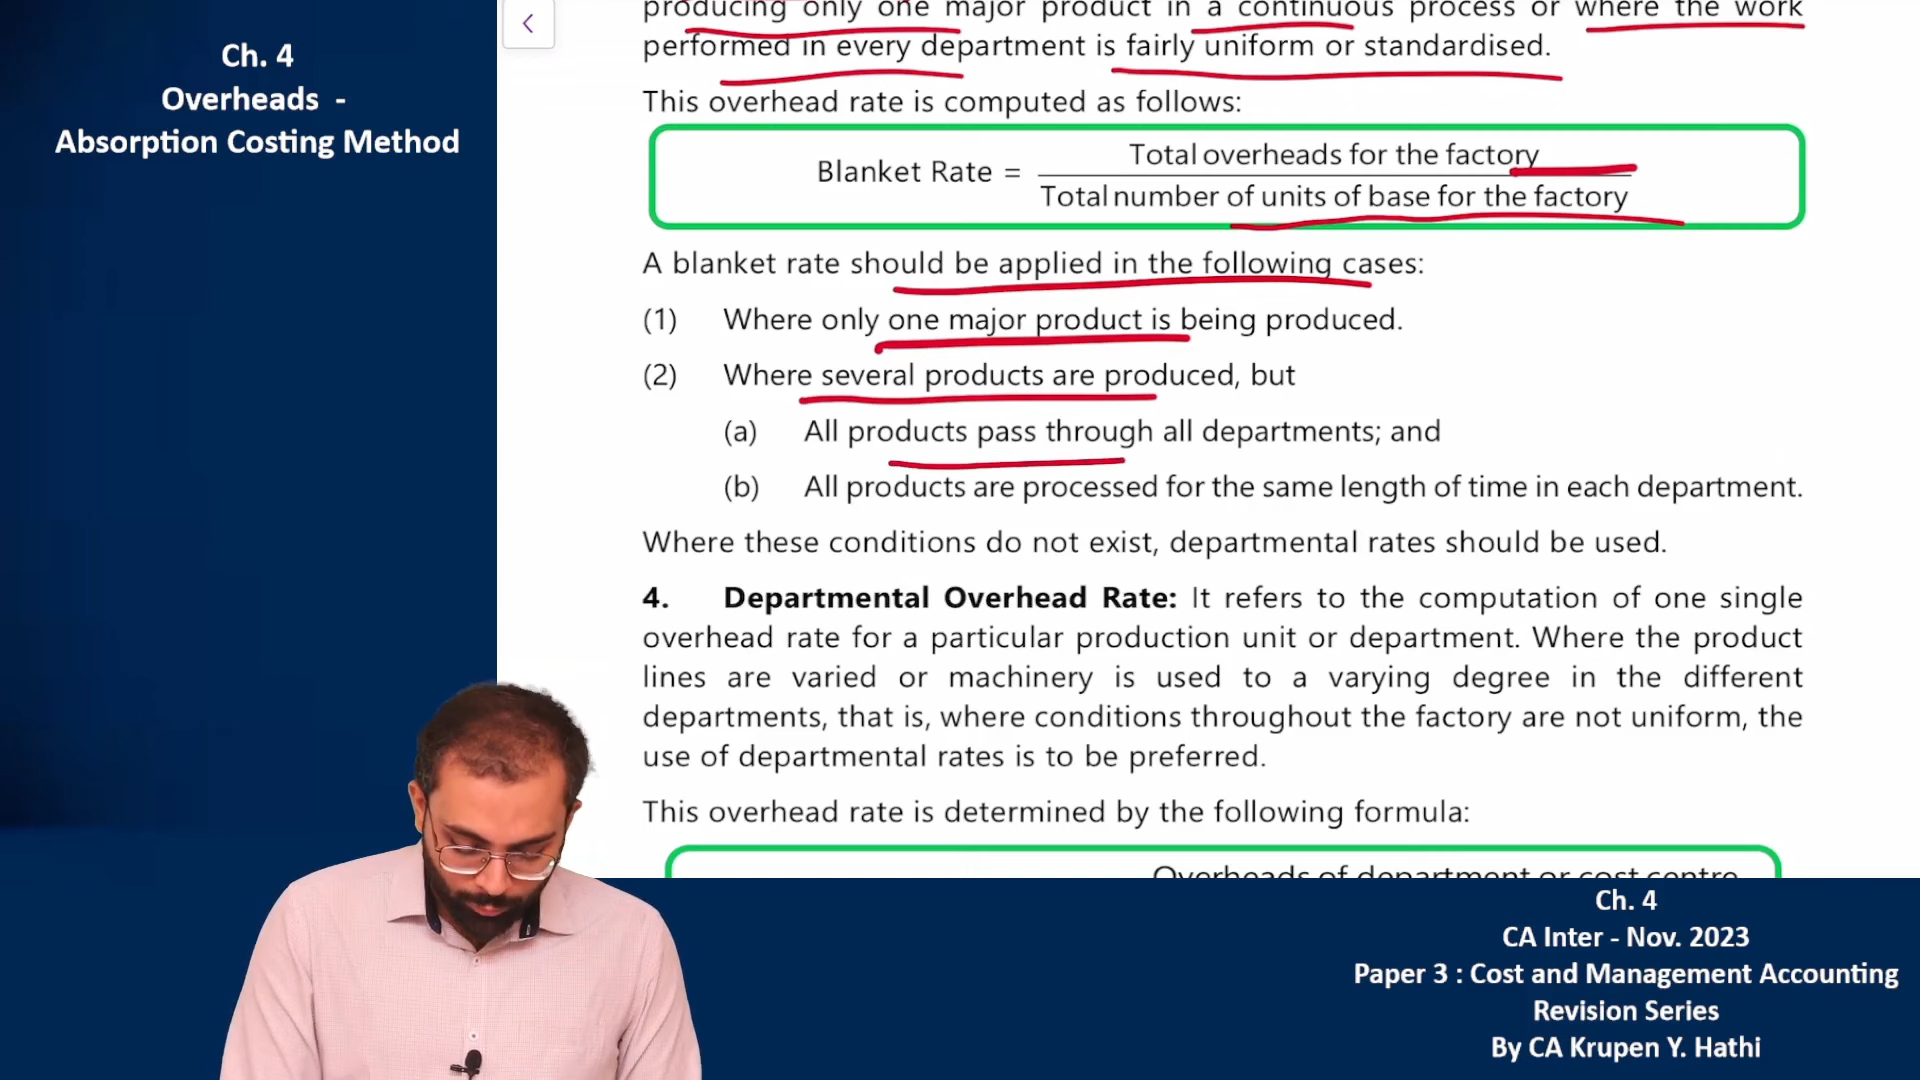 Ch. 4
Overheads -
Absorption Costing Method
producing only one major product in a continuous process or where the work
performed in every department is fairly uniform or standardised.
This overhead rate is computed as follows:
Blanket Rate =
Total overheads for the factory
Total number of units of base for the factory
A blanket rate should be applied in the following cases:
(1) Where only one major product is being produced.
(2) Where several products are produced, but
(a) All products pass through all departments; and
(b) All products are processed for the same length of time in each department.
Where these conditions do not exist, departmental rates should be used.
4. Departmental Overhead Rate: It refers to the computation of one single
overhead rate for a particular production unit or department. Where the product
lines are varied or machinery is used to a varying degree in the different
departments, that is, where conditions throughout the factory are not uniform, the
use of departmental rates is to be preferred.
This overhead rate is determined by the following formula:
Overheads of department or cost centre
Ch. 4
CA Inter - Nov. 2023
Paper 3 : Cost and Management Accounting
Revision Series
By CA Krupen Y. Hathi